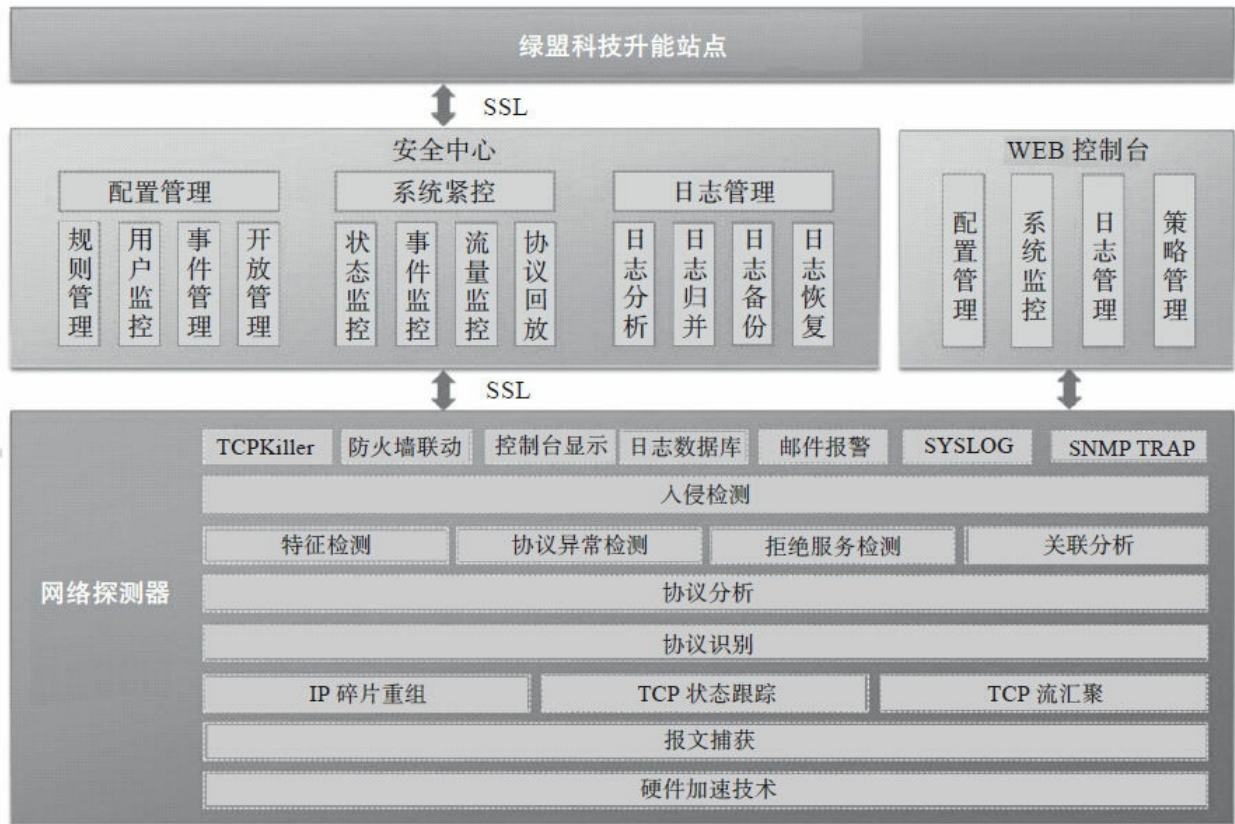 绿盟科技升能站点
SSL
安全中心
配置管理
规则管理
用户监控
事件管理
开放管理
系统紧控
状态监控
事件监控
流量监控
协议回放
日志管理
日志分析
日志归并
日志备份
日志恢复
WEB 控制台
配置管理
系统监控
日志管理
策略管理
SSL
网络探测器
TCPKiller
防火墙联动
控制台显示
日志数据库
邮件报警
SYSLOG
SNMP TRAP
入侵检测
特征检测
协议异常检测
拒绝服务检测
关联分析
协议分析
协议识别
IP 碎片重组
TCP 状态跟踪
TCP 流汇聚
报文捕获
硬件加速技术